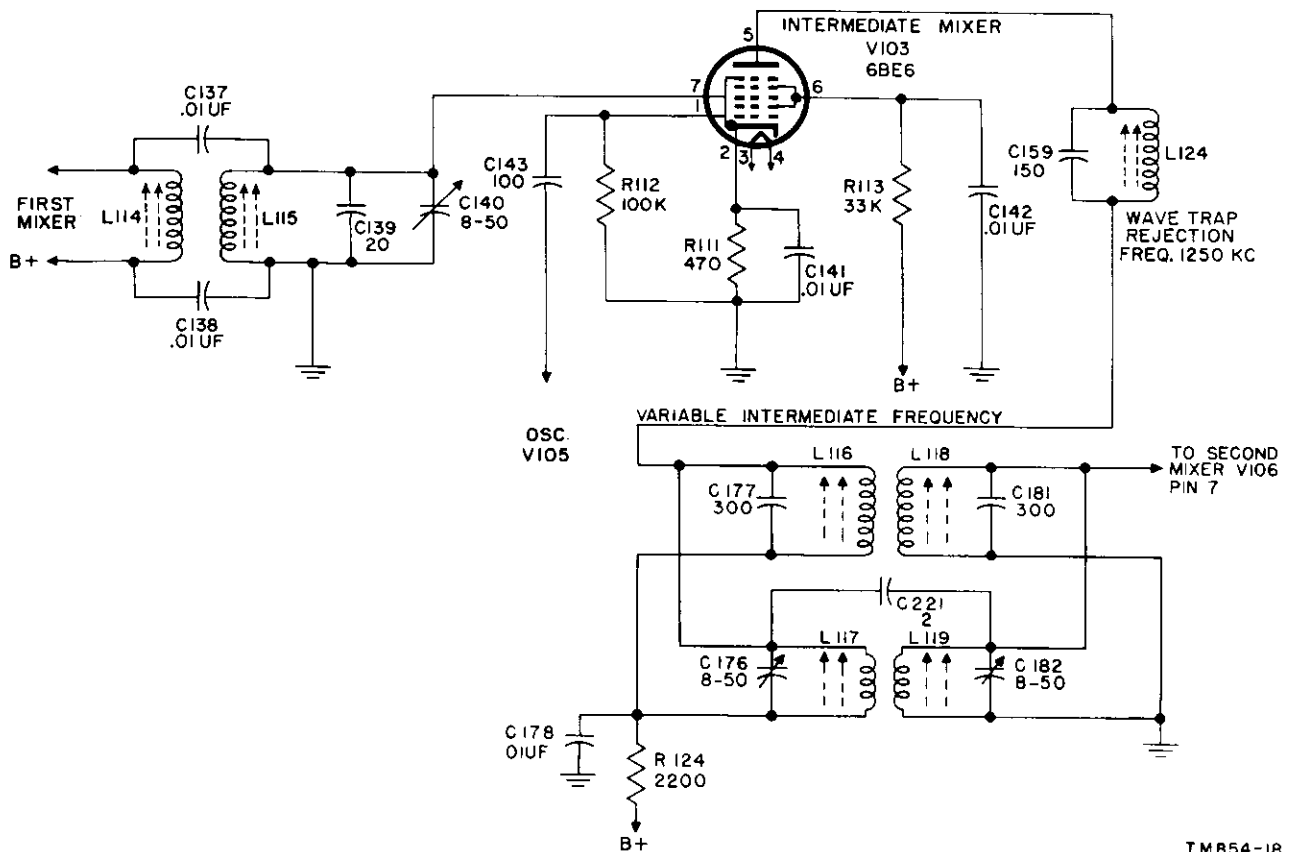 INTERMEDIATE MIXER
V103
6BE6
5
7
1
6
2
3
4
C137
.01UF
FIRST
MIXER
L114
L115
B+
C138
.01UF
C139
20
C140
8-50
C143
100
R112
100K
R111
470
C141
.01UF
R113
33K
C142
.01UF
B+
C159
150
L124
WAVE TRAP
REJECTION
FREQ. 1250 KC
OSC.
V105
VARIABLE INTERMEDIATE FREQUENCY
L116
L118
C177
300
C181
300
TO SECOND
MIXER V106
PIN 7
C221
2
L117
L119
C176
8-50
C182
8-50
C178
01UF
R124
2200
B+
TM854-18